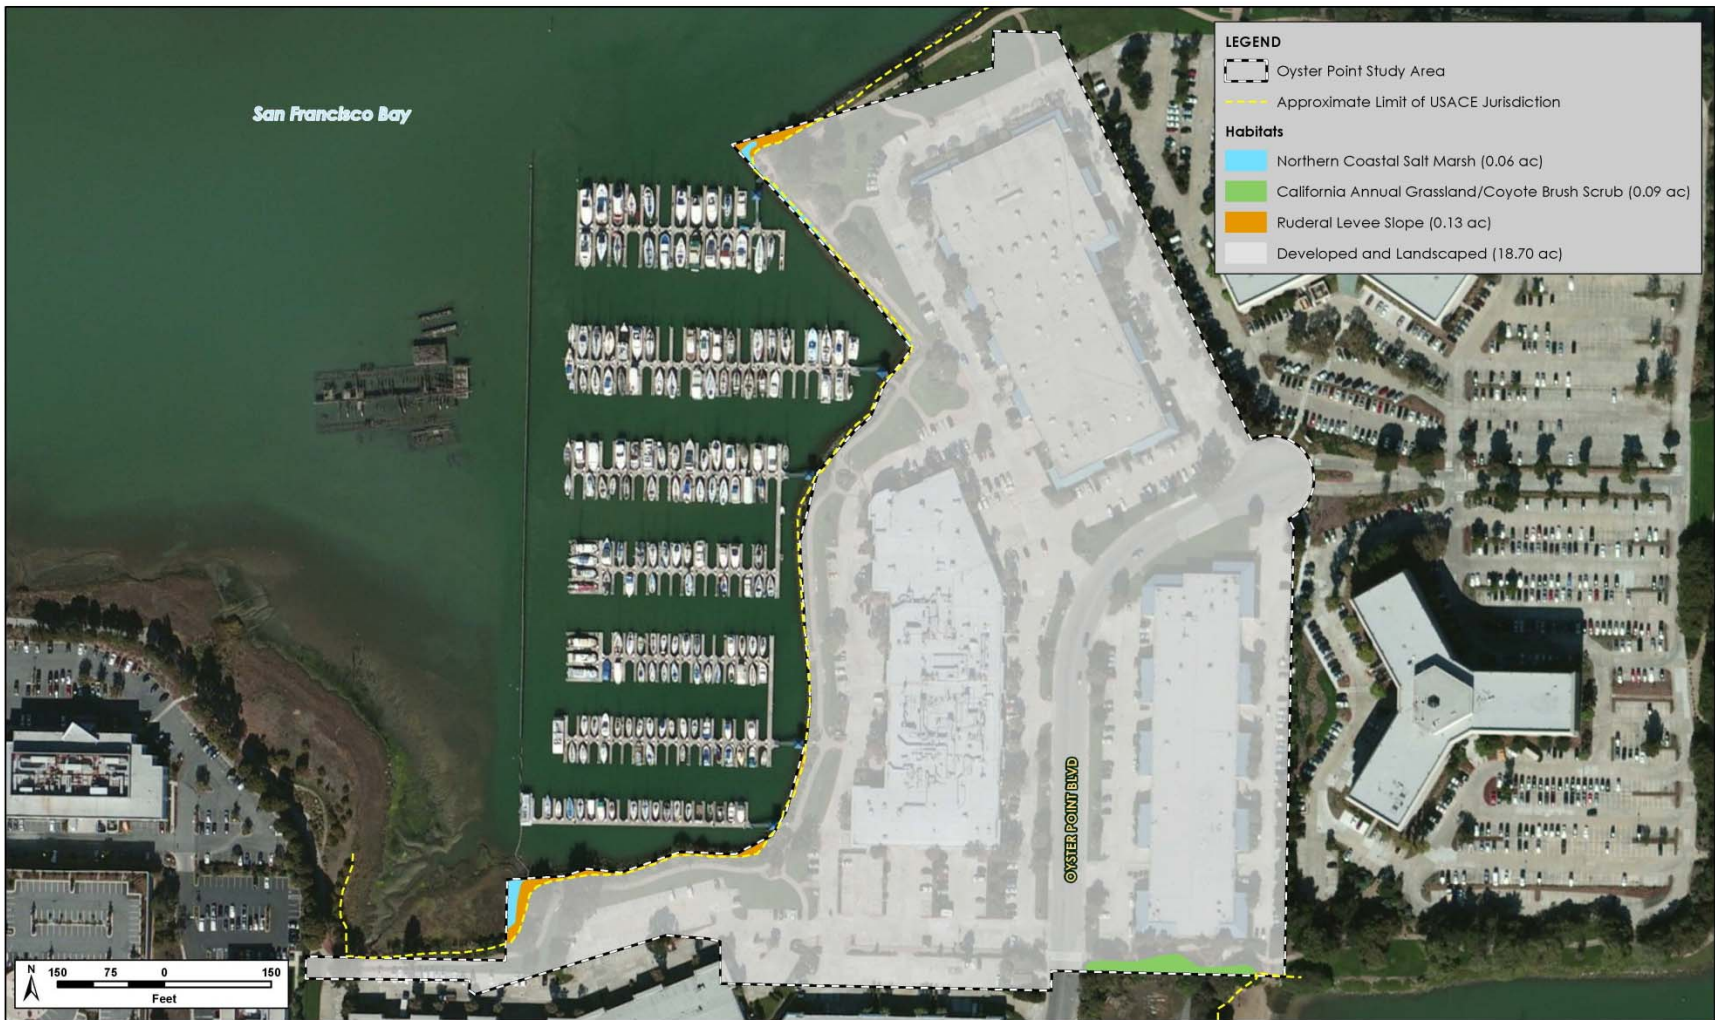 San Francisco Bay
LEGEND
Oyster Point Study Area
Approximate Limit of USACE Jurisdiction
Habitats
Northern Coastal Salt Marsh (0.06 ac)
California Annual Grassland/Coyote Brush Scrub (0.09 ac)
Ruderal Levee Slope (0.13 ac)
Developed and Landscaped (18.70 ac)
OYSTER POINT BLVD
N
150 75 0 150
Feet